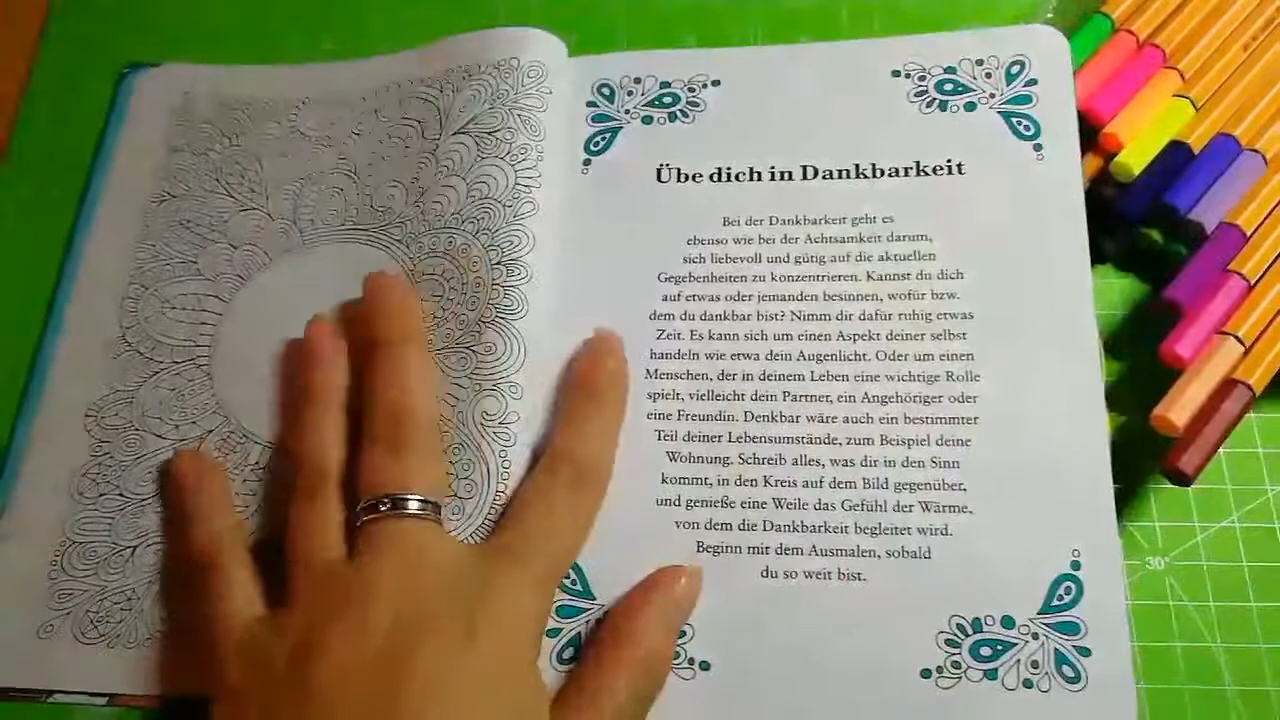 Übe dich in Dankbarkeit
Bei der Dankbarkeit geht es
ebenso wie bei der Achtsamkeit darum,
sich liebevoll und gütig auf die aktuellen
Gegebenheiten zu konzentrieren. Kannst du dich
auf etwas oder jemanden besinnen, wofür bzw.
dem du dankbar bist? Nimm dir dafür ruhig etwas
Zeit. Es kann sich um einen Aspekt deiner selbst
handeln wie etwa dein Augenlicht. Oder um einen
Menschen, der in deinem Leben eine wichtige Rolle
spielt, vielleicht dein Partner, ein Angehöriger oder
eine Freundin. Denkbar wäre auch ein bestimmter
Teil deiner Lebensumstände, zum Beispiel deine
Wohnung. Schreib alles, was dir in den Sinn
kommt, in den Kreis auf dem Bild gegenüber,
und genieße eine Weile das Gefühl der Wärme,
von dem die Dankbarkeit begleitet wird.
Beginn mit dem Ausmalen, sobald
du so weit bist.
30°